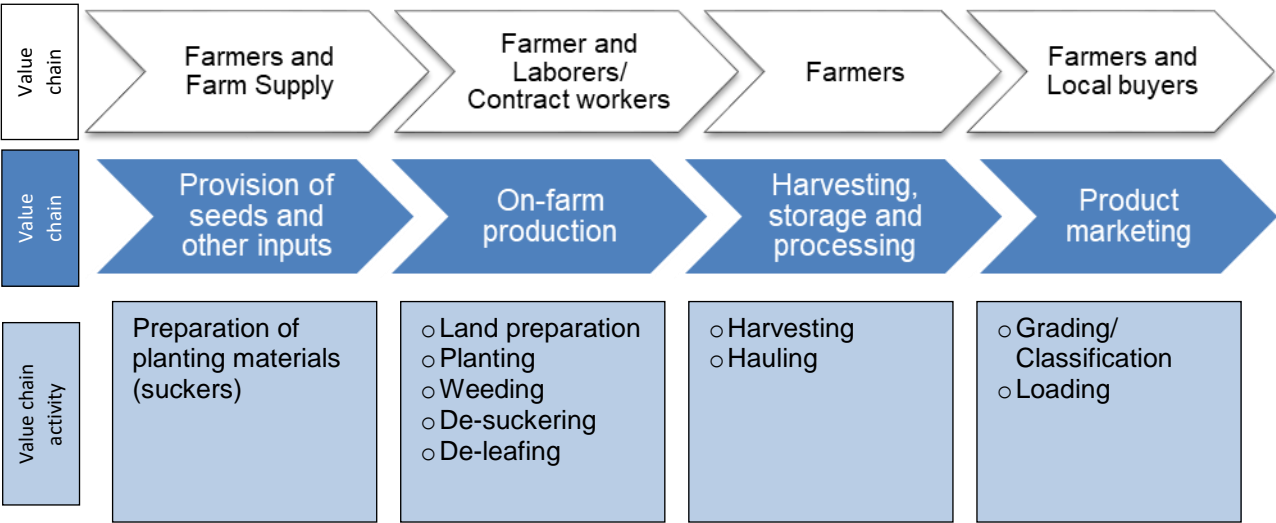 Value
chain
Farmers and
Farm Supply
Farmer and
Laborers/
Contract workers
Farmers
Farmers and
Local buyers
Value
chain
Provision of
seeds and
other inputs
On-farm
production
Harvesting,
storage and
processing
Product
marketing
Value chain
activity
Preparation of
planting materials
(suckers)
o Land preparation
o Planting
o Weeding
o De-suckering
o De-leafing
o Harvesting
o Hauling
o Grading/
Classification
o Loading